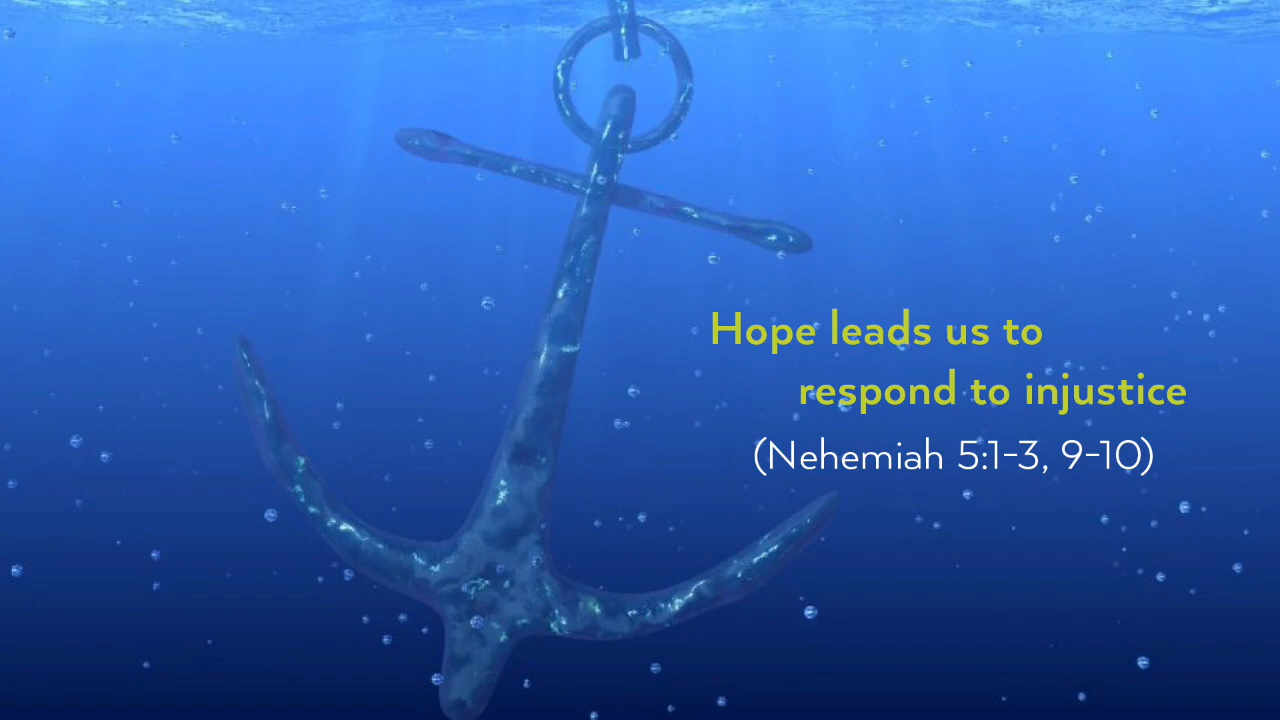 Hope leads us to
respond to injustice
(Nehemiah 5:1-3, 9-10)